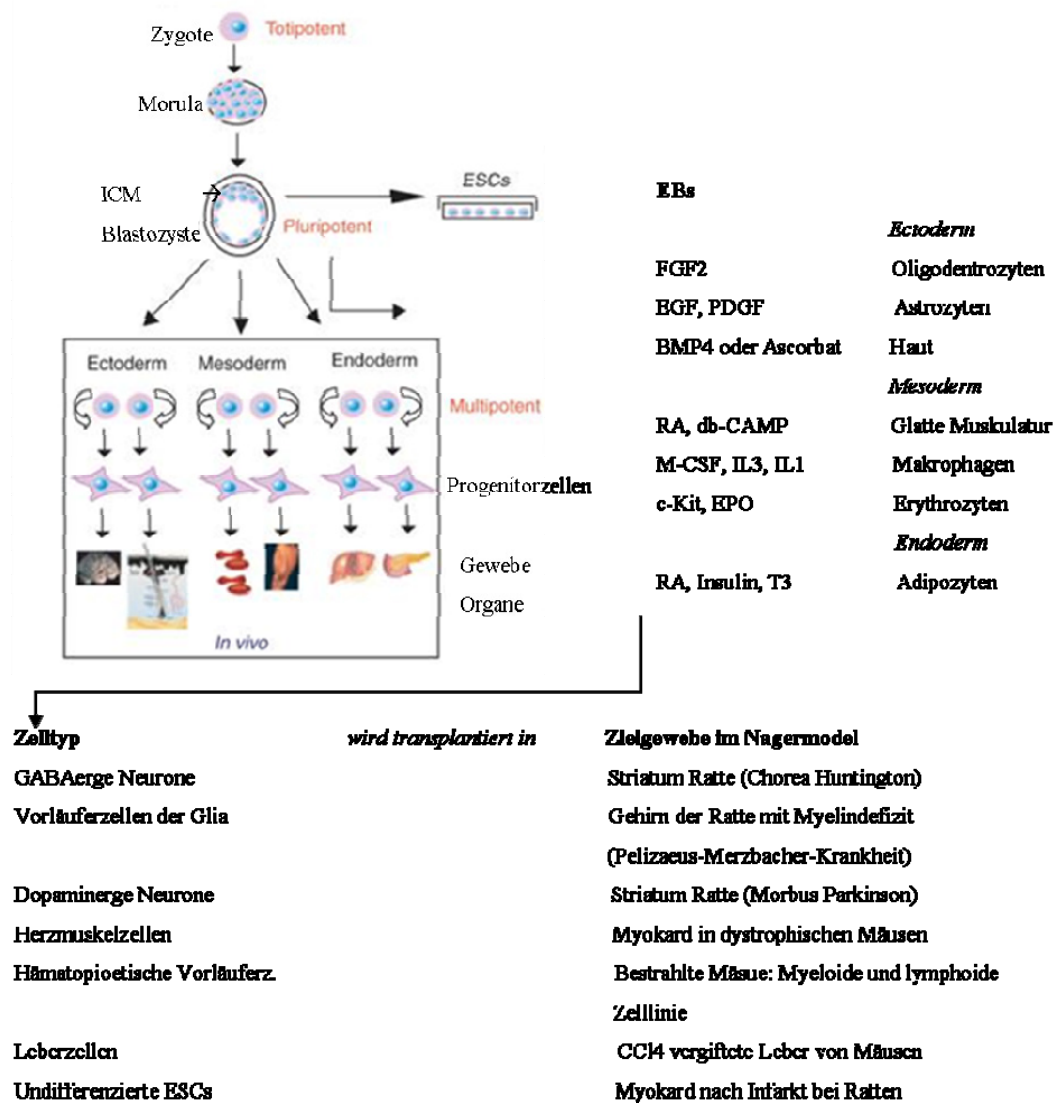 Zygote Totipotent
Morula
ICM
Blastozyste
Pluripotent
ESCs
Ectoderm Mesoderm Endoderm
Multipotent
Progenitorzellen
Gewebe
Organe
In vivo
EBs
Ectoderm
FGF2 Oligodentrozyten
EGF, PDGF Astrozyten
BMP4 oder Ascorbat Haut
Mesoderm
RA, db-CAMP Glatte Muskulatur
M-CSF, IL3, IL1 Makrophagen
c-Kit, EPO Erythrozyten
Endoderm
RA, Insulin, T3 Adipozyten
Zelltyp wird transplantiert in Zielgewebe im Nagermodel
GABAerge Neurone Striatum Ratte (Chorea Huntington)
Vorläuferzellen der Glia Gehirn der Ratte mit Myelindefizit
(Pelizaeus-Merzbacher-Krankheit)
Dopaminerge Neurone Striatum Ratte (Morbus Parkinson)
Herzmuskelzellen Myokard in dystrophischen Mäusen
Hämatopioetische Vorläuferz. Bestrahlte Mäsue: Myeloide und lymphoide
Zelllinie
Leberzellen CCl4 vergiftete Leber von Mäusen
Undifferenzierte ESCs Myokard nach Infarkt bei Ratten